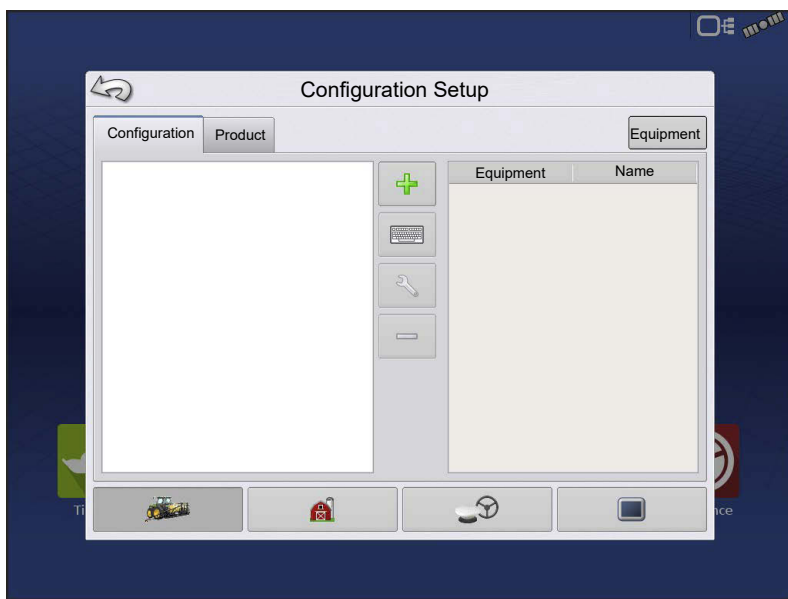 Configuration Setup
Configuration
Product
Equipment
Equipment
Name
Ti
nce